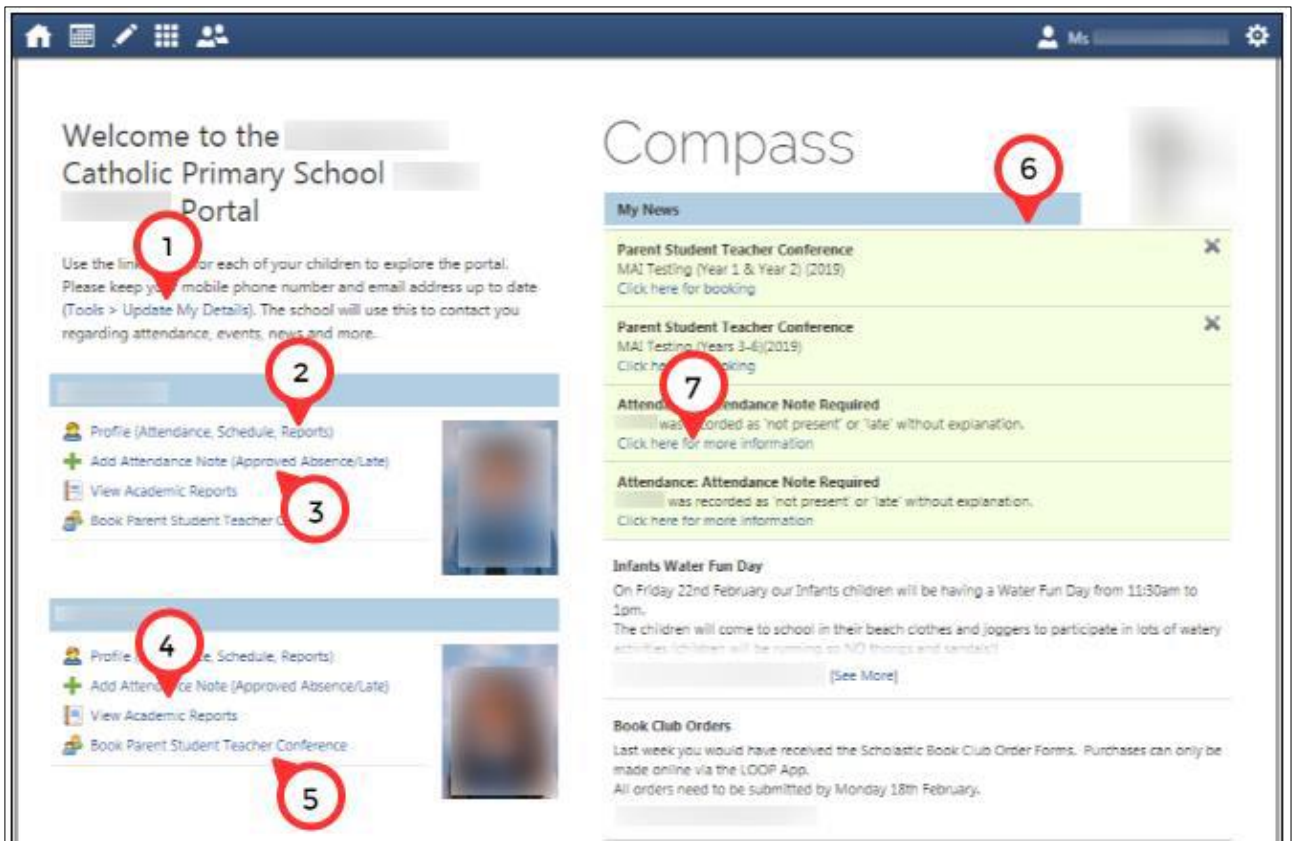 Ms
Welcome to the
Catholic Primary School
Portal
1
Use the for each of your children to explore the portal.
Please keep mobile phone number and email address up to date
(Tools > Update My Details). The school will use this to contact you
regarding attendance, events, news and more.
2
Profile (Attendance, Schedule, Reports)
Add Attendance Note (Approved Absence/Late)
View Academic Reports
Book Parent Student Teacher
3
4
Profile Schedule, Reports)
Add Note (Approved Absence/Late)
View Academic Reports
Book Parent Student Teacher Conference
5
Compass
6
My News
Parent Student Teacher Conference
MAI Testing (Year 1 & Year 2) (2019)
Click here for booking
Parent Student Teacher Conference
MAI Testing (Years 3-6)(2019)
Click
7
Attendance Note Required
was recorded as 'not present' or 'late' without explanation.
Click here for more information
Attendance: Attendance Note Required
was recorded as 'not present' or 'late' without explanation.
Click here for more information
Infants Water Fun Day
On Friday 22nd February our Infants children will be having a Water Fun Day from 11:30am to
1pm.
The children will come to school in their beach clothes and joggers to participate in lots of watery
activities (children will be running so NO thongs and sandals)!
[See More]
Book Club Orders
Last week you would have received the Scholastic Book Club Order Forms. Purchases can only be
made online via the LOOP App.
All orders need to be submitted by Monday 18th February.